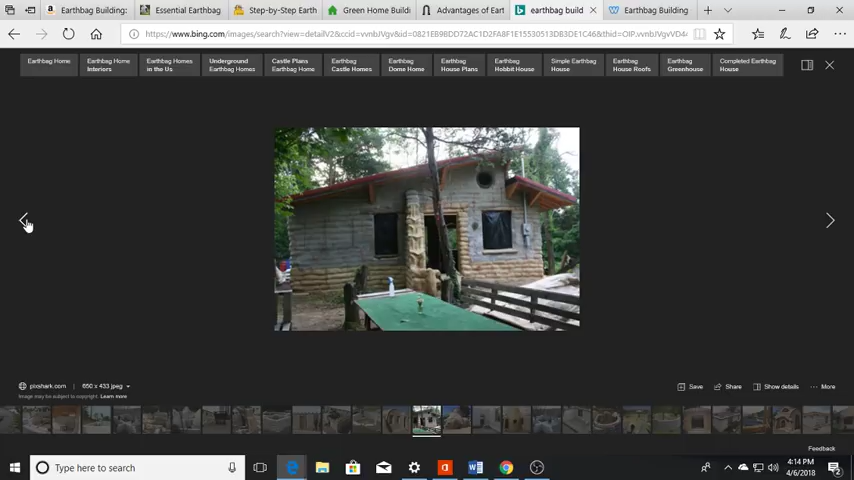 Earthbag Building:
Essential Earthbag
Step-by-Step Earth
Green Home Buildi
Advantages of Eart
earthbag build
Earthbag Building
https://www.bing.com/images/search?view=detailV2&ccid=vvnbJVgv&id=0821EB9BDD72AC1D2FA8F1E15530513DB3DE1C46&thid=OIP.vvnbJVgvVD4
Earthbag Home
Earthbag Home
Interiors
Earthbag Homes
in the Us
Underground
Earthbag Homes
Castle Plans
Earthbag Home
Earthbag
Castle Homes
Earthbag
Dome Home
Earthbag
House Plans
Earthbag
Hobbit House
Simple Earthbag
House
Earthbag
House Roofs
Earthbag
Greenhouse
Completed Earthbag
House
pixshark.com
650 x 433 jpeg
Save
Share
Show details
More
Image may be subject to copyright.
Learn more
Feedback
Type here to search
4:14 PM
4/6/2018
2